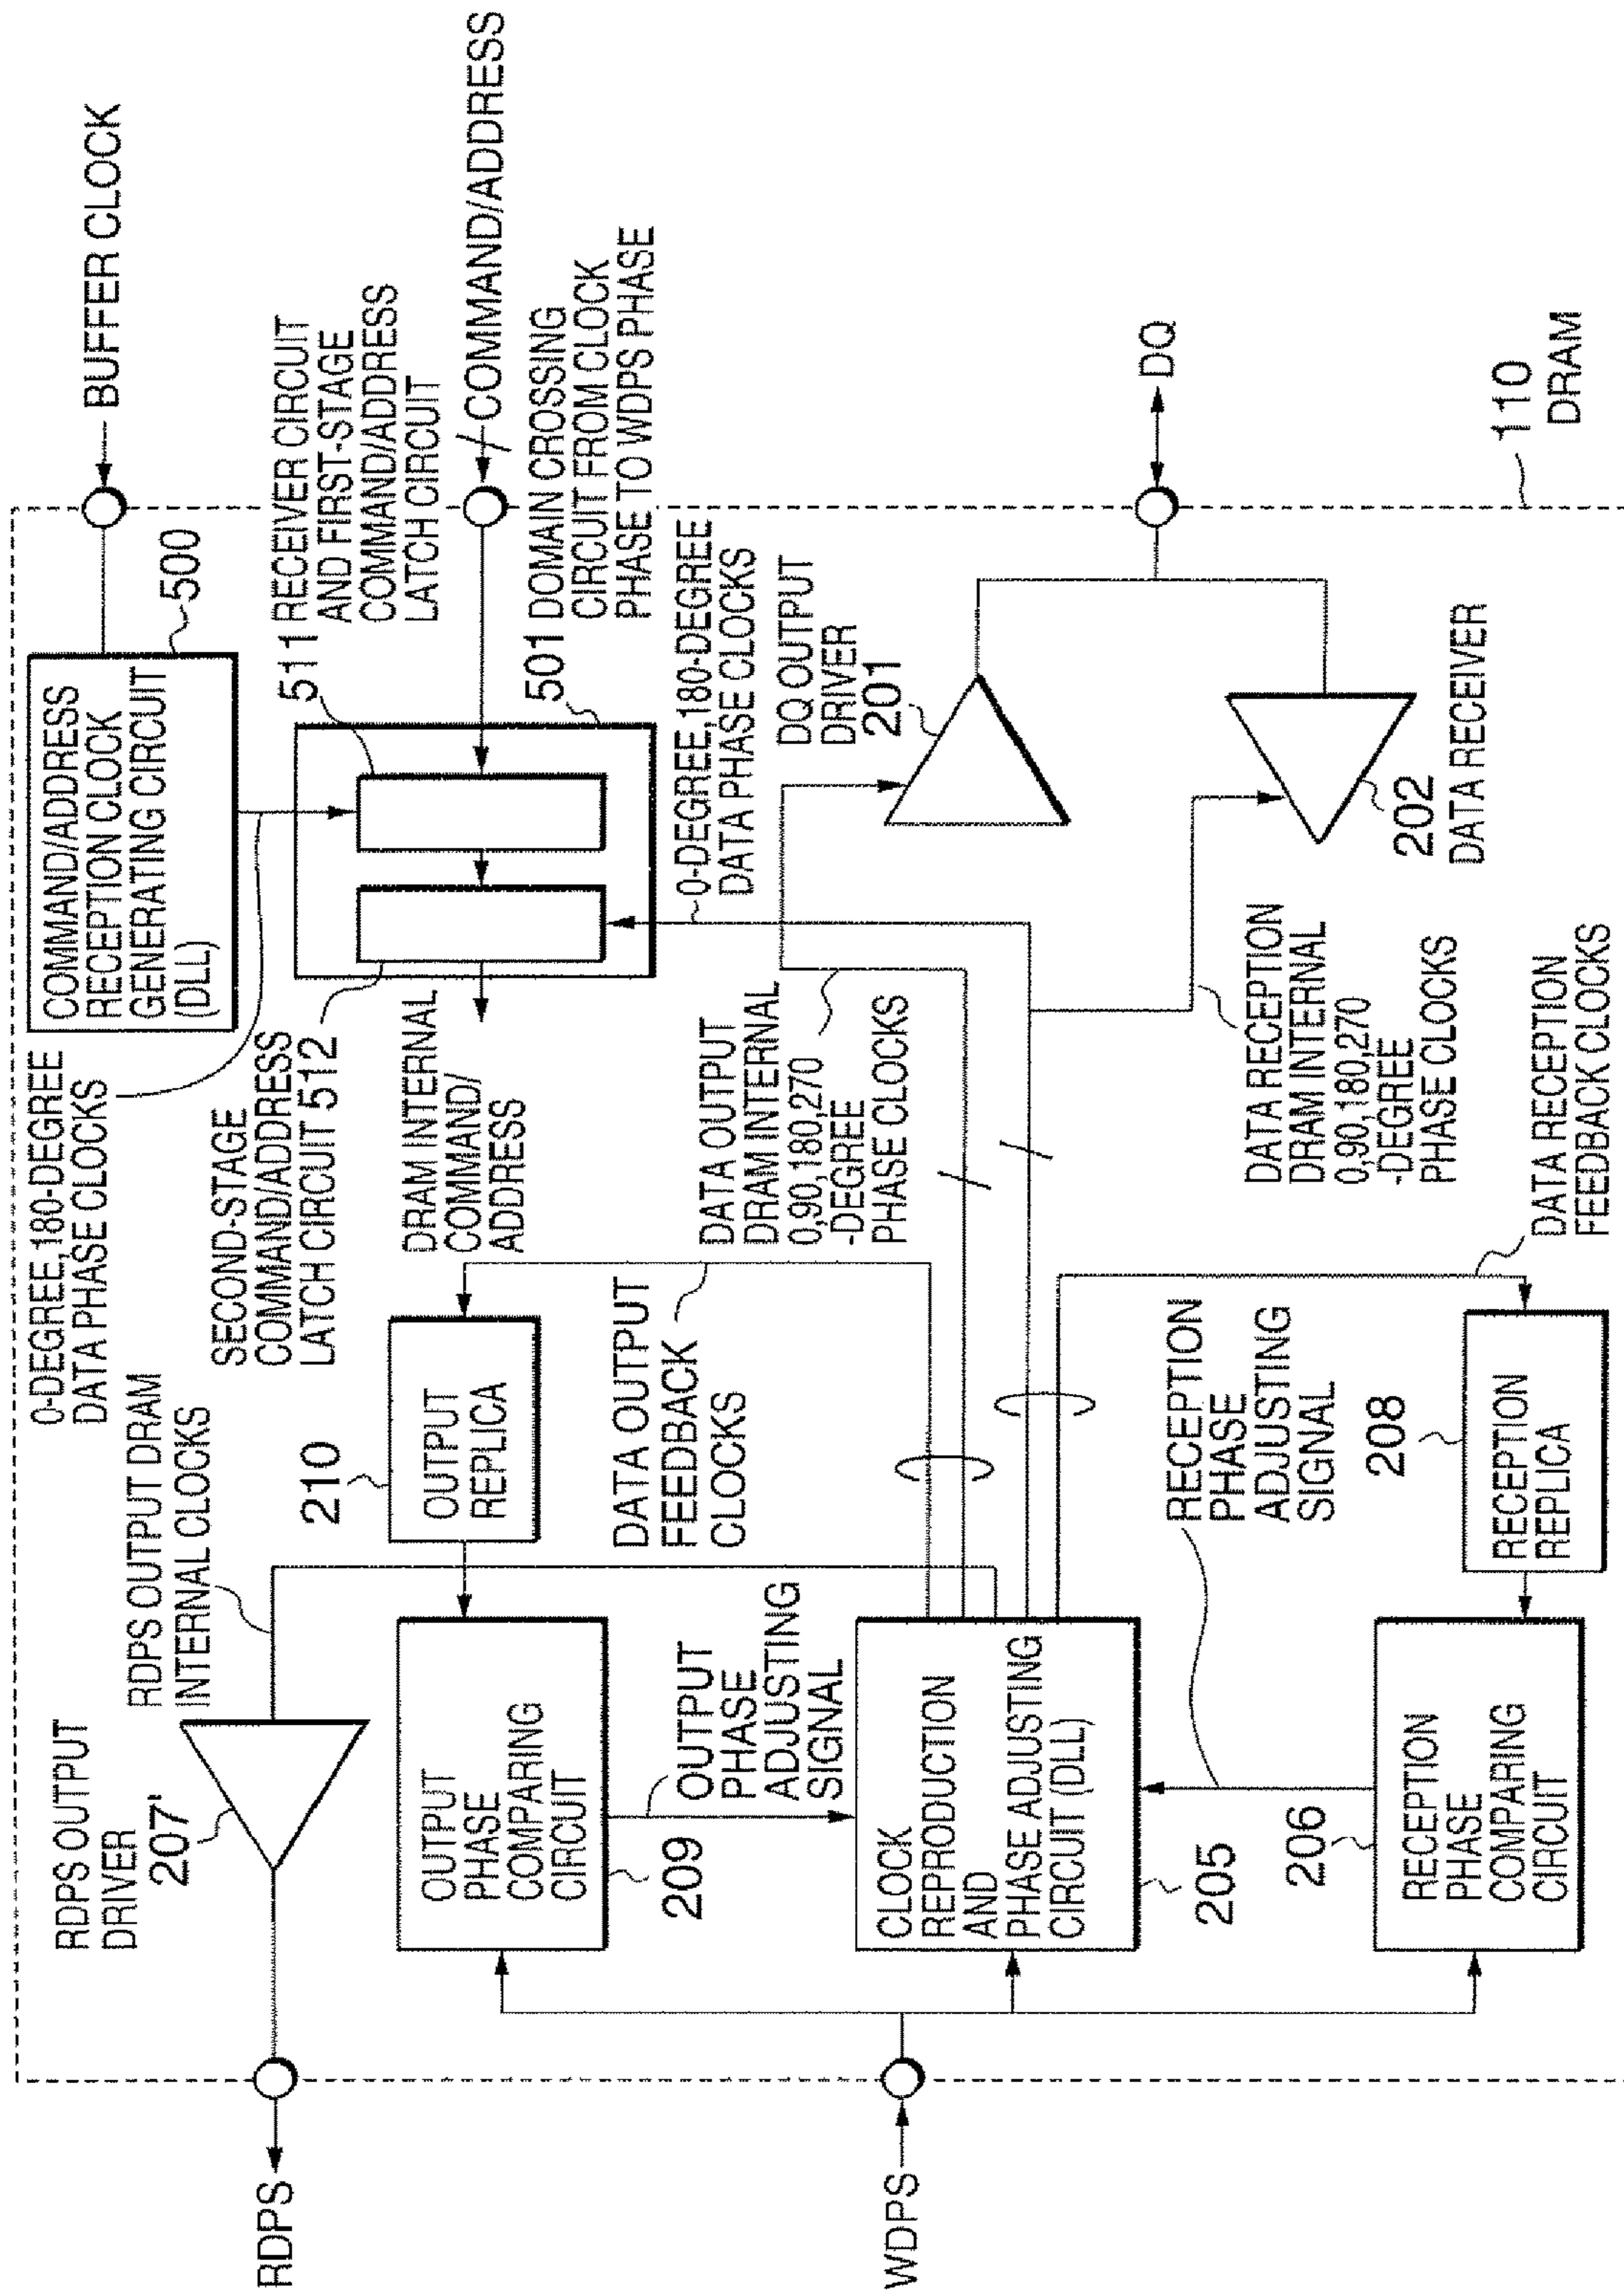 BUFFER CLOCK
COMMAND/ADDRESS
RECEPTION CLOCK
GENERATING CIRCUIT
(DLL)
500
0-DEGREE,180-DEGREE
DATA PHASE CLOCKS
511 RECEIVER CIRCUIT
AND FIRST-STAGE
COMMAND/ADDRESS
LATCH CIRCUIT
COMMAND/ADDRESS
501 DOMAIN CROSSING
CIRCUIT FROM CLOCK
PHASE TO WDPS PHASE
SECOND-STAGE
COMMAND/ADDRESS
LATCH CIRCUIT 512
DRAM INTERNAL
COMMAND/
ADDRESS
0-DEGREE,180-DEGREE
DATA PHASE CLOCKS
RDPS
RDPS OUTPUT
DRIVER
207'
RDPS OUTPUT DRAM
INTERNAL CLOCKS
210
OUTPUT
REPLICA
OUTPUT
PHASE
COMPARING
CIRCUIT
209
OUTPUT
PHASE
ADJUSTING
SIGNAL
DATA OUTPUT
FEEDBACK
CLOCKS
DATA OUTPUT
DRAM INTERNAL
0,90,180,270
-DEGREE
PHASE CLOCKS
DQ OUTPUT
DRIVER
201
DQ
WDPS
CLOCK
REPRODUCTION
AND
PHASE ADJUSTING
CIRCUIT (DLL)
205
202
DATA RECEIVER
DATA RECEPTION
DRAM INTERNAL
0,90,180,270
-DEGREE
PHASE CLOCKS
RECEPTION
PHASE
ADJUSTING
SIGNAL
206
RECEPTION
PHASE
COMPARING
CIRCUIT
208
RECEPTION
REPLICA
DATA RECEPTION
FEEDBACK CLOCKS
110
DRAM